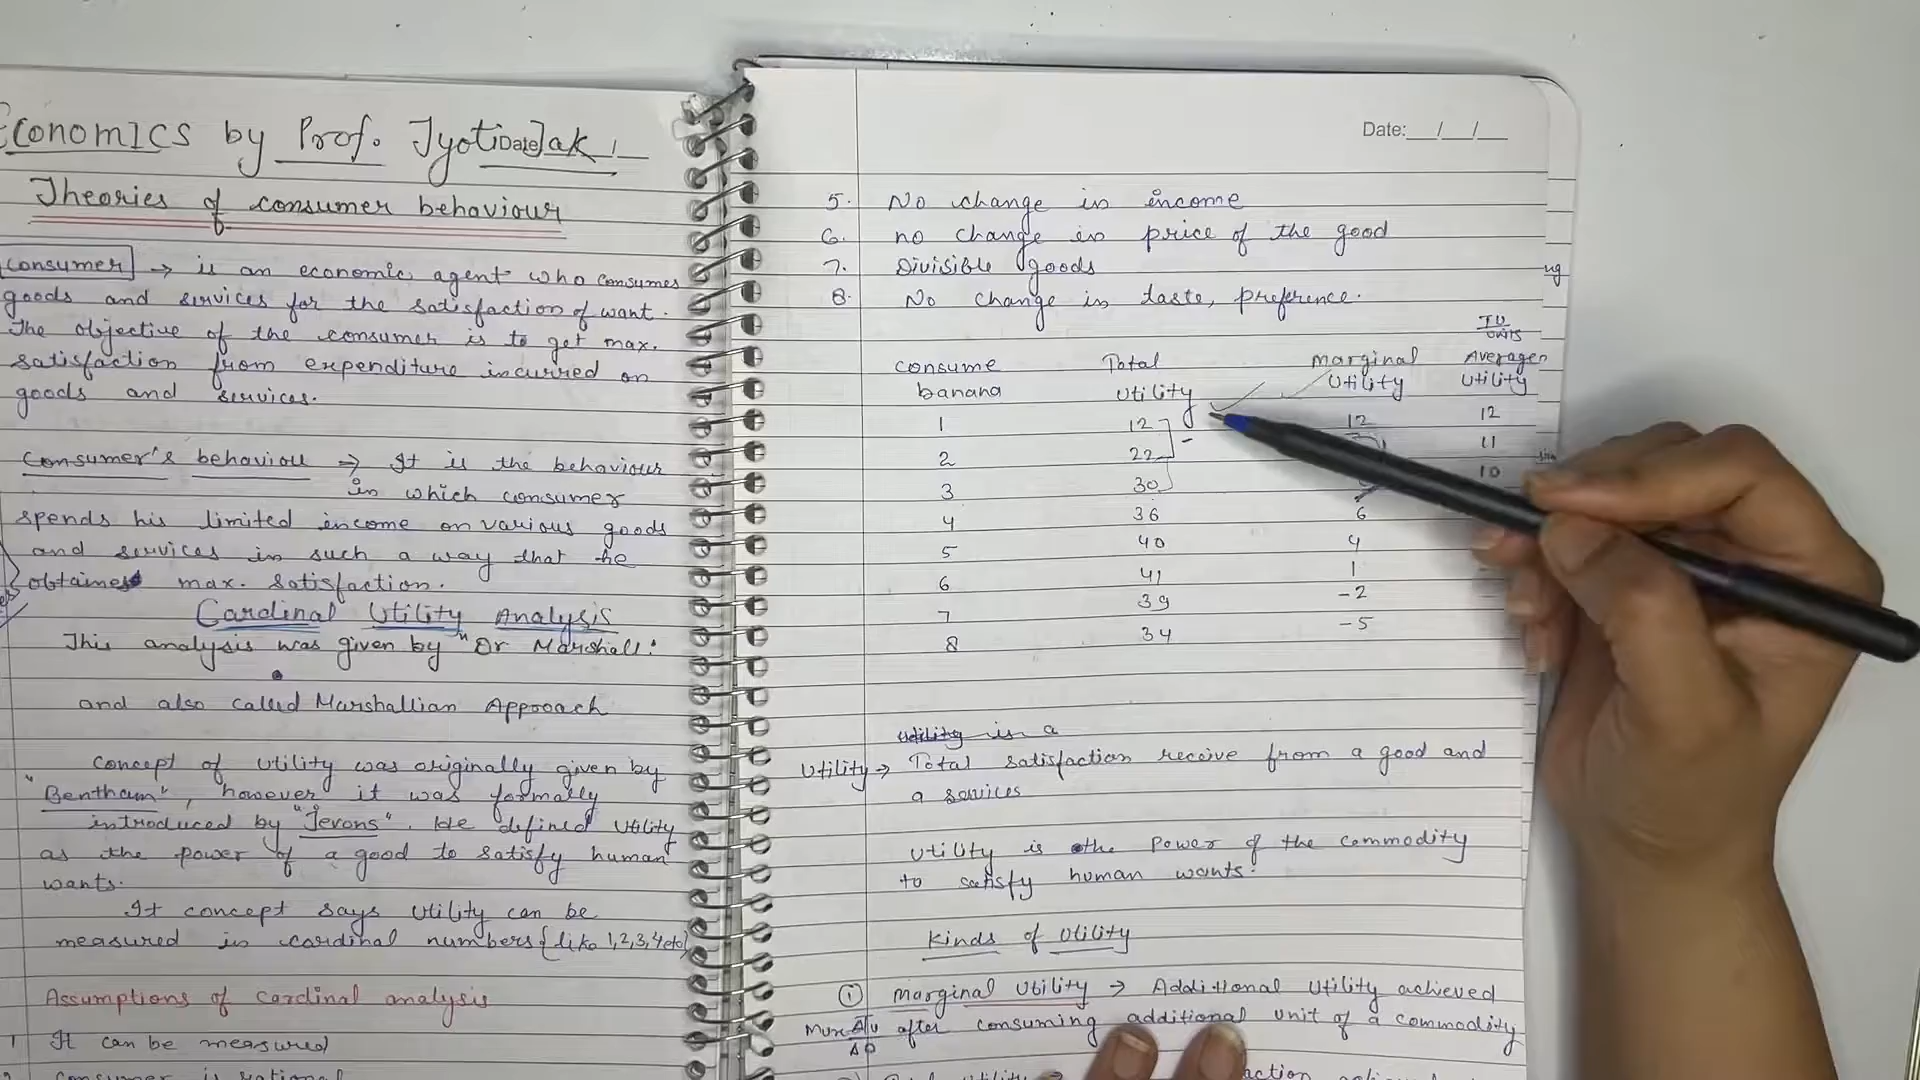 Economics by Prof. Jyoti Jak
Date
Theories of consumer behaviour
Consumer → is an economic agent who consumes
goods and services for the satisfaction of want.
The objective of the consumer is to get max.
satisfaction from expenditure incurred on
goods and services.
Consumer's behaviou → It is the behaviour
in which consumer
spends his limited income on various goods
and services in such a way that he
obtaines max. satisfaction.
Cardinal Utility Analysis
This analysis was given by "Dr Marshall:
and also called Marshallian Approach
Concept of Utility was originally given by
"Bentham", however it was formally
introduced by "Jevons". He defined Utility
as the power of a good to satisfy human
wants.
It concept says Utility can be
measured in cardinal numbers {like 1,2,3,4 etc}
Assumptions of Cardinal analysis
1 It can be measured
Consumer is rational
Date: __/__/__
5. No change in income
6. no change in price of the good
7. Divisible goods
8. No change in taste, preference.
TU
Units
Consume Total Marginal Average
banana Utility Utility Utility
1 12 12 12
2 22 11
3 30 10
4 36 6
5 40 4
6 41 1
7 39 -2
8 34 -5
Utility is a
Utility → Total satisfaction receive from a good and
a services
Utility is the power of the commodity
to satisfy human wants.
Kinds of Utility
① Marginal Utility → Additional Utility achieved
after consuming additional unit of a commodity